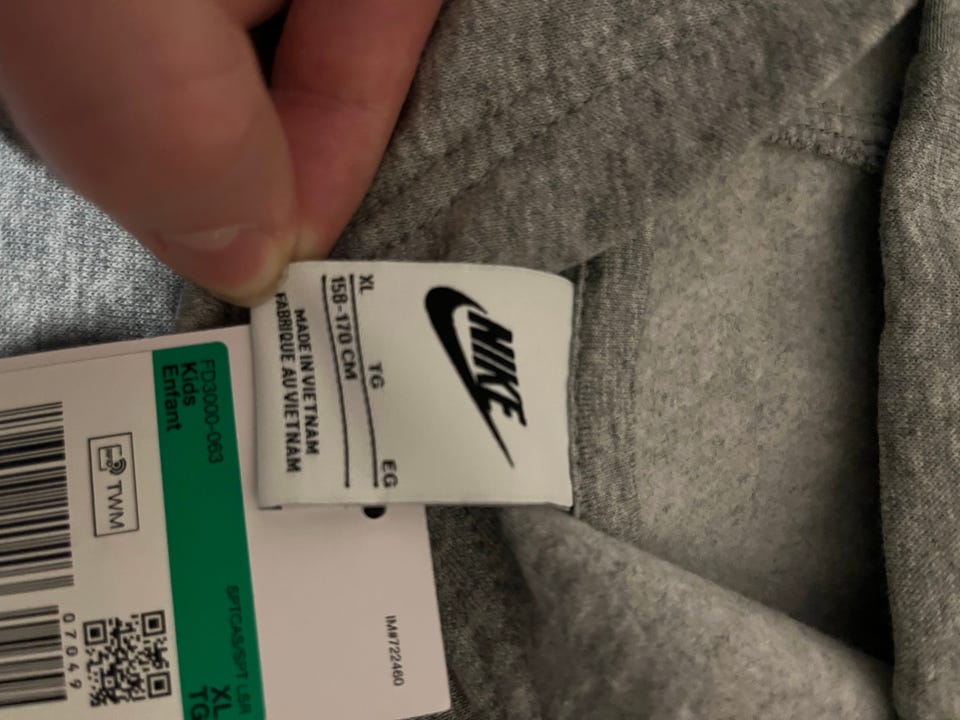 NIKE
XL TG EG
158-170 CM
MADE IN VIETNAM
FABRIQUE AU VIETNAM
FD3000-063
Kids
Enfant
SPTCAS/SPT LSR
XL
TG
TWM
07049
IM#722460